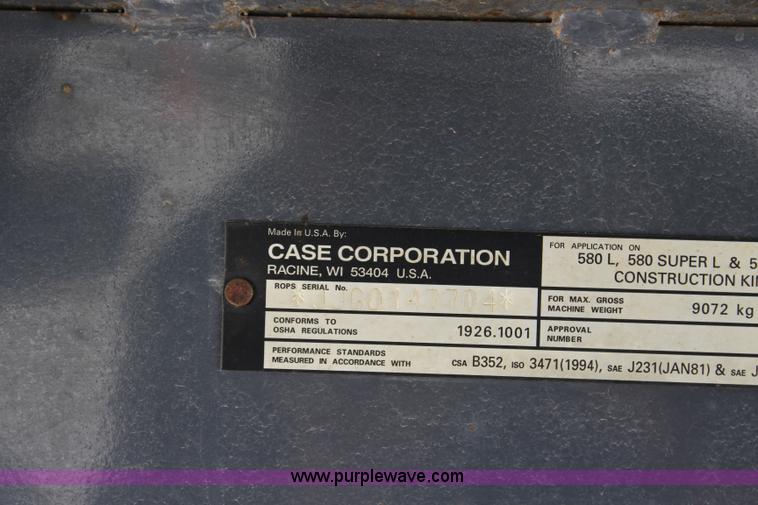 Made In U.S.A. By:
CASE CORPORATION
RACINE, WI 53404 U.S.A.
ROPS SERIAL No.
CONFORMS TO
OSHA REGULATIONS
1926.1001
PERFORMANCE STANDARDS
MEASURED IN ACCORDANCE WITH
CSA B352, ISO 3471(1994), SAE J231(JAN81) & SAE J
FOR APPLICATION ON
580 L, 580 SUPER L & 5
CONSTRUCTION KIN
FOR MAX. GROSS
MACHINE WEIGHT
9072 kg
APPROVAL
NUMBER
www.purplewave.com